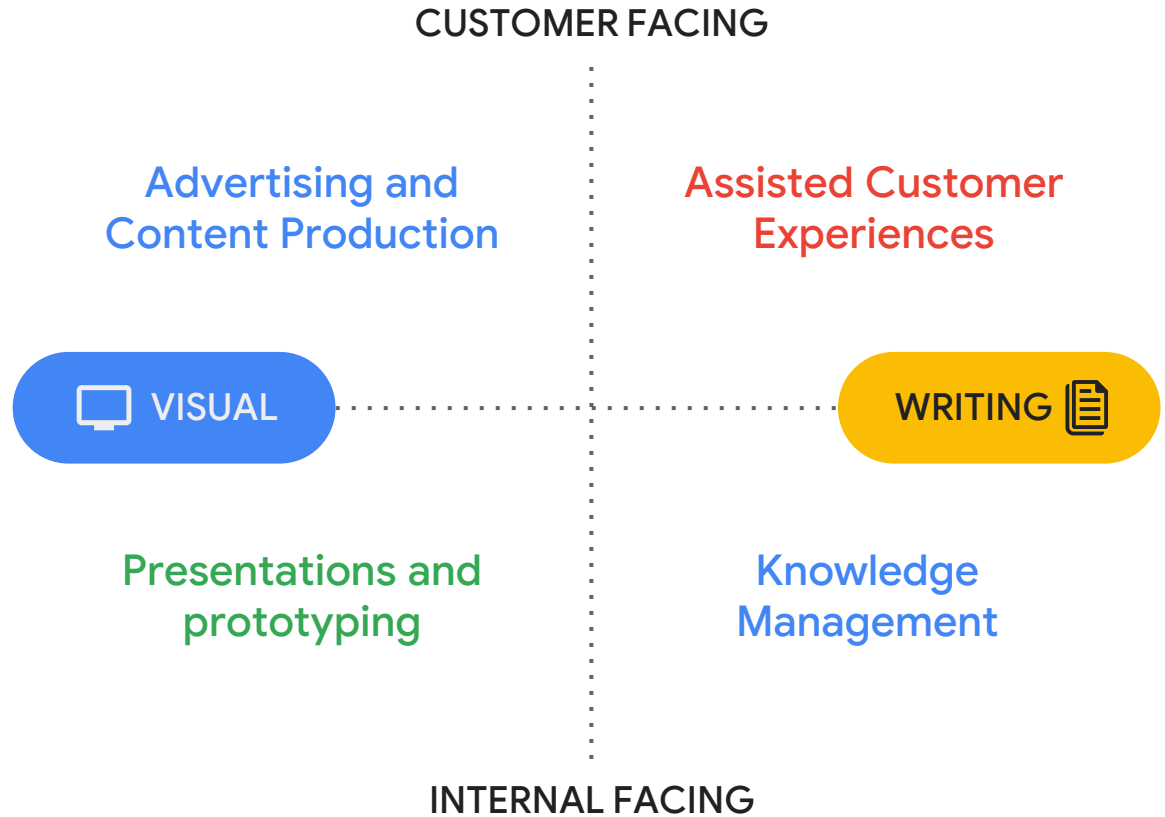 CUSTOMER FACING
Advertising and
Content Production
Assisted Customer
Experiences
VISUAL
WRITING
Presentations and
prototyping
Knowledge
Management
INTERNAL FACING